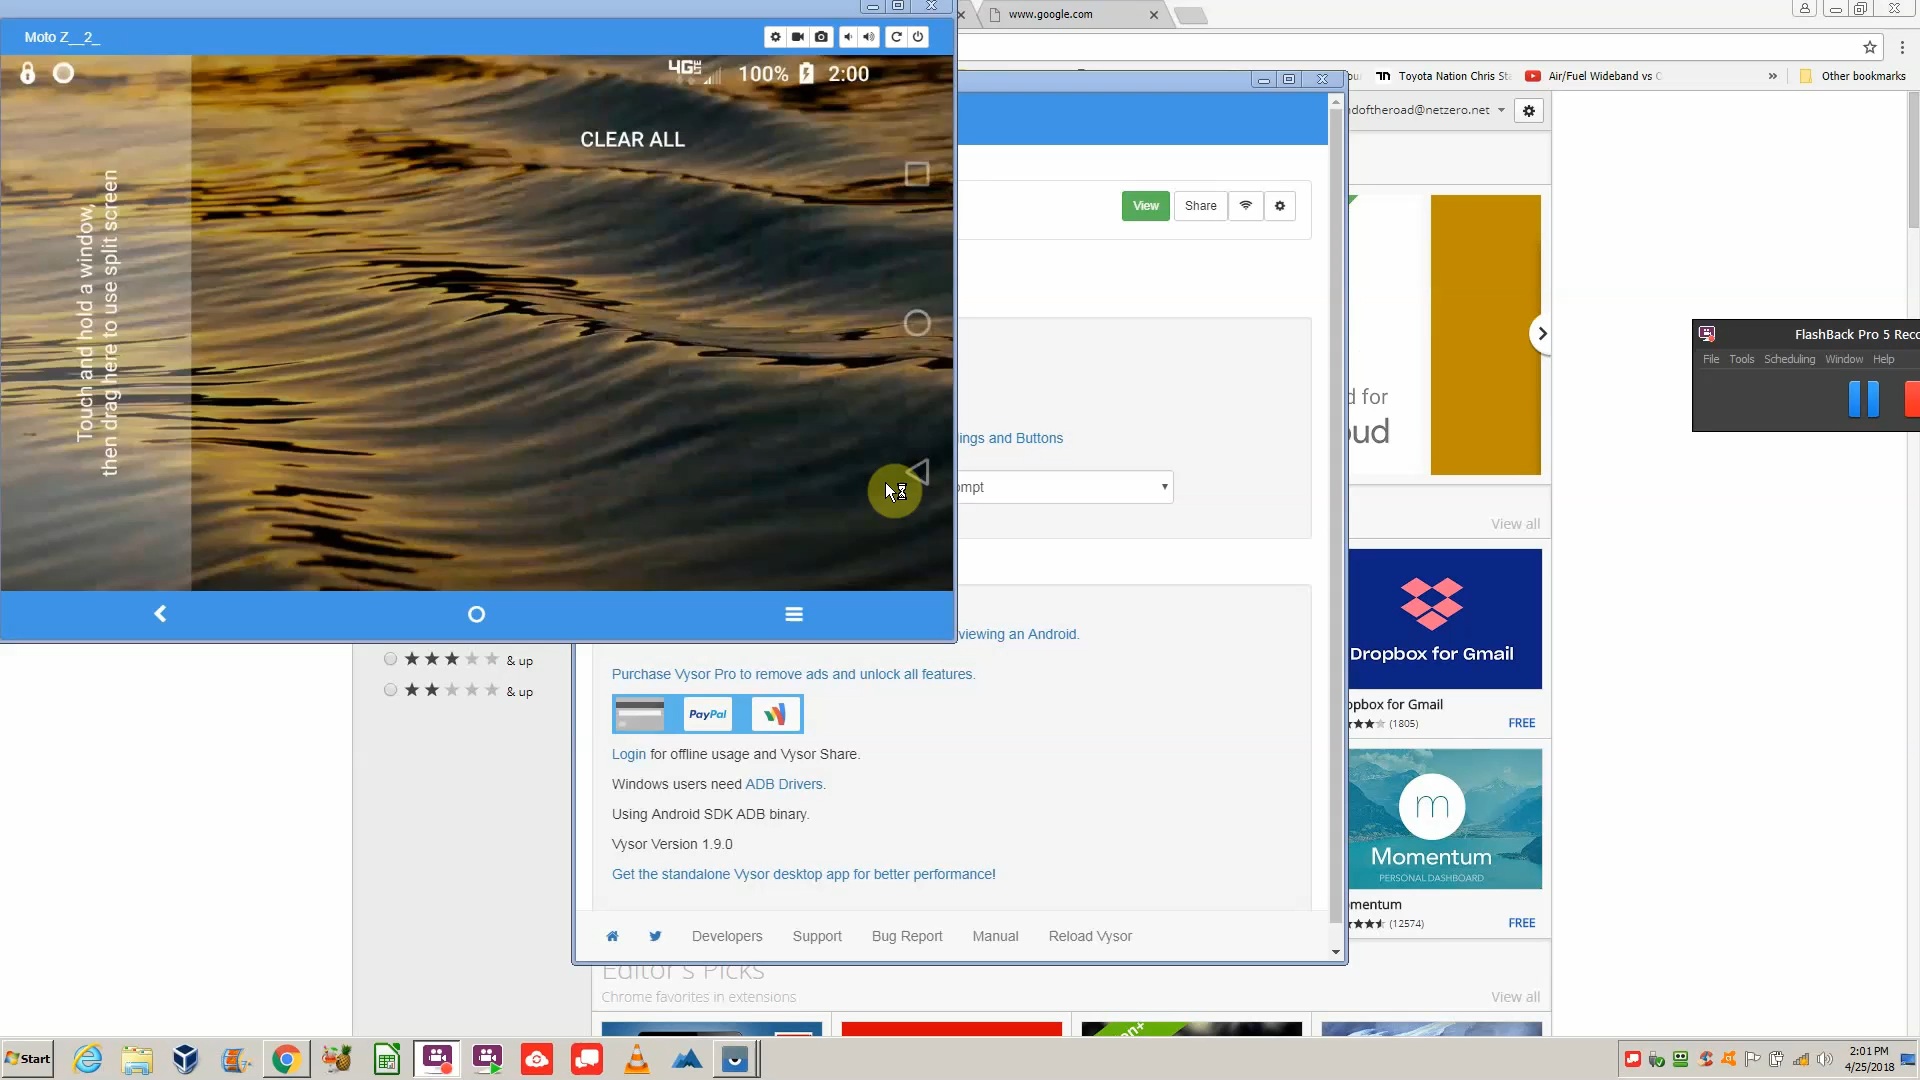 Moto Z__2_
www.google.com
4G LTE
100%
2:00
CLEAR ALL
Touch and hold a window,
then drag here to use split screen
Toyota Nation Chris St
Air/Fuel Wideband vs
Other bookmarks
ndoftheroad@netzero.net
View
Share
FlashBack Pro 5 Reco
File Tools Scheduling Window Help
d for
oud
ings and Buttons
ompt
View all
Dropbox for Gmail
opbox for Gmail
(1805)
FREE
viewing an Android.
& up
& up
Purchase Vysor Pro to remove ads and unlock all features.
PayPal
Login for offline usage and Vysor Share.
Windows users need ADB Drivers.
Using Android SDK ADB binary.
Vysor Version 1.9.0
Get the standalone Vysor desktop app for better performance!
m
Momentum
PERSONAL DASHBOARD
mentum
(12574)
FREE
Developers
Support
Bug Report
Manual
Reload Vysor
Editor's Picks
Chrome favorites in extensions
View all
Start
2:01 PM
4/25/2018